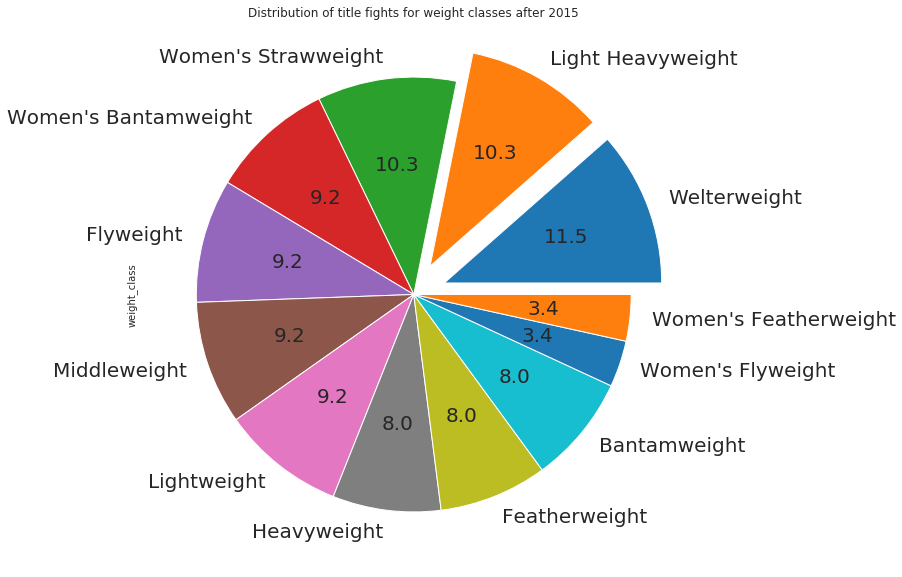 Distribution of title fights for weight classes after 2015
Women's Strawweight
Light Heavyweight
Women's Bantamweight
10.3
10.3
9.2
Welterweight
Flyweight
11.5
9.2
weight_class
3.4
Women's Featherweight
9.2
3.4
Middleweight
Women's Flyweight
8.0
9.2
8.0
8.0
Bantamweight
Lightweight
Featherweight
Heavyweight